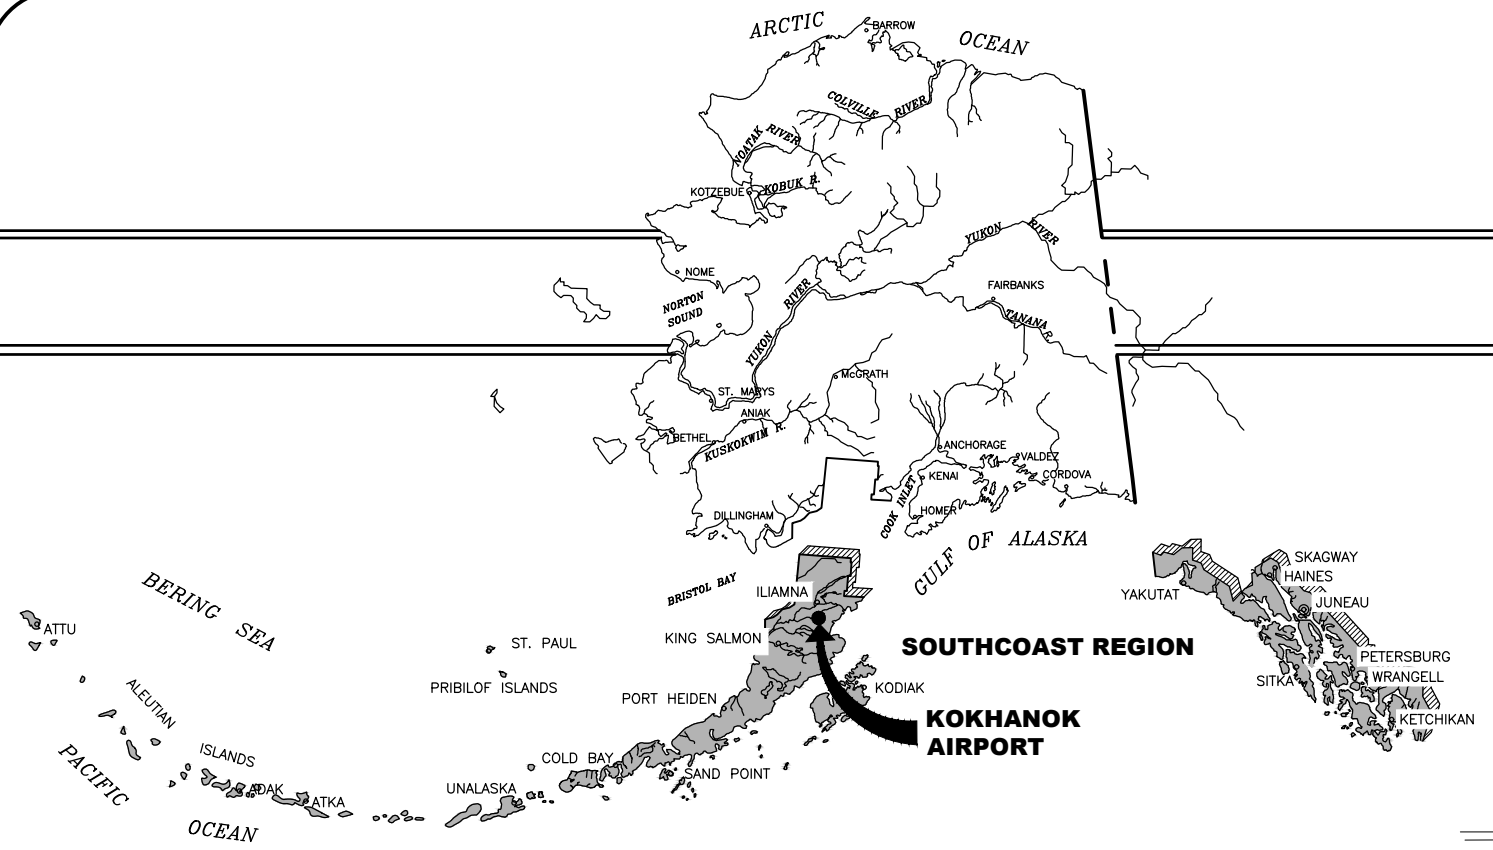 ARCTIC
BARROW
OCEAN
COLVILLE
RIVER
NOATAK
RIVER
KOTZEBUE
KOBUK R.
YUKON
RIVER
NOME
FAIRBANKS
NORTON
SOUND
RIVER
TANANA
R.
YUKON
McGRATH
ST. MARYS
ANIAK
BETHEL
KUSKOKWIM R.
ANCHORAGE
VALDEZ
KENAI
CORDOVA
COOK INLET
HOMER
DILLINGHAM
GULF OF ALASKA
BRISTOL BAY
BERING SEA
ILIAMNA
YAKUTAT
SKAGWAY
HAINES
JUNEAU
ATTU
ST. PAUL
KING SALMON
SOUTHCOAST REGION
PETERSBURG
WRANGELL
SITKA
PRIBILOF ISLANDS
KODIAK
PORT HEIDEN
KOKHANOK
AIRPORT
KETCHIKAN
ALEUTIAN
ISLANDS
PACIFIC
OCEAN
COLD BAY
SAND POINT
UNALASKA
ADAK
ATKA